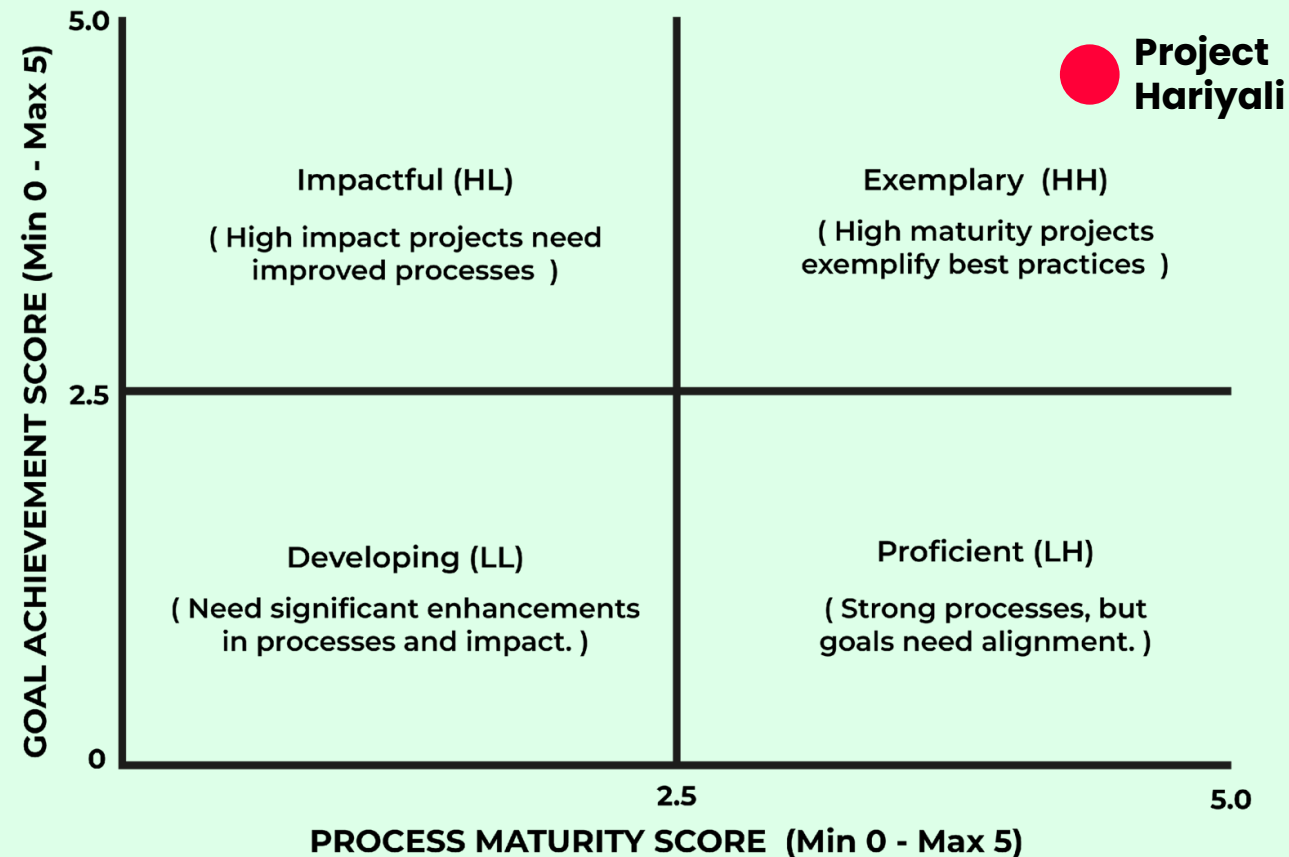 5.0
Project
Hariyali
GOAL ACHIEVEMENT SCORE (Min 0 - Max 5)
Impactful (HL)
( High impact projects need
improved processes )
Exemplary (HH)
( High maturity projects
exemplify best practices )
2.5
Developing (LL)
( Need significant enhancements
in processes and impact. )
Proficient (LH)
( Strong processes, but
goals need alignment. )
0
2.5
5.0
PROCESS MATURITY SCORE (Min 0 - Max 5)